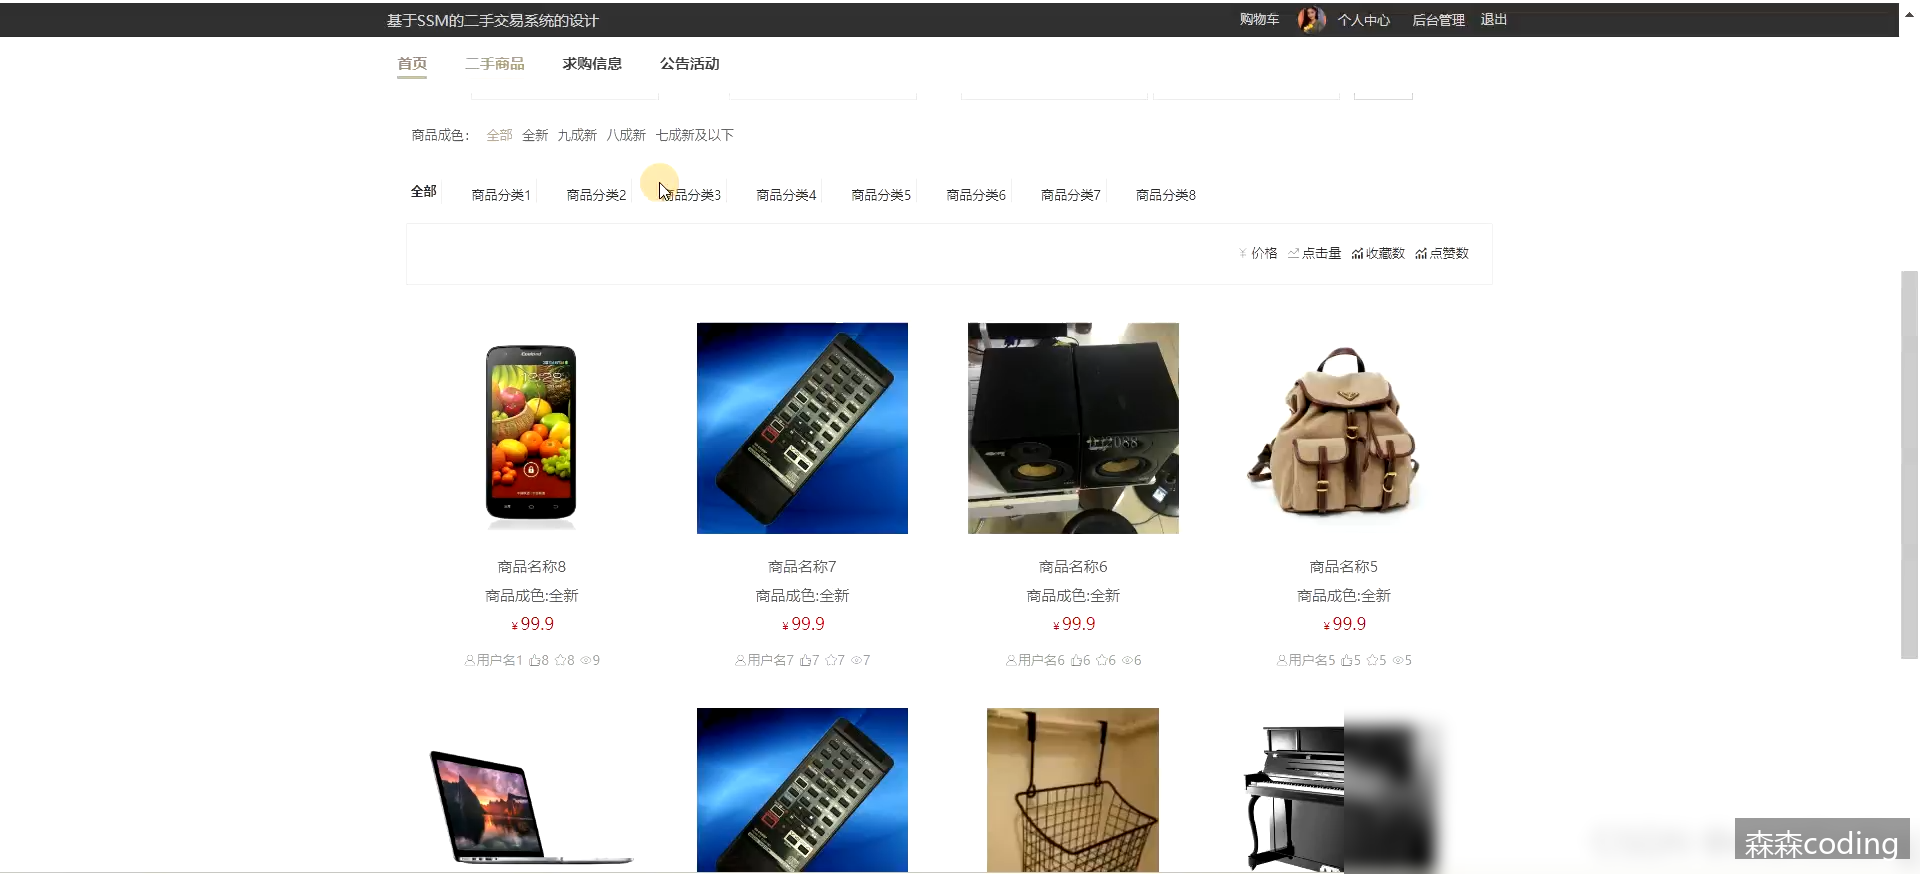 基于SSM的二手交易系统的设计 购物车 个人中心 后台管理 退出
首页 二手商品 求购信息 公告活动
商品成色： 全部 全新 九成新 八成新 七成新及以下
全部 商品分类1 商品分类2 商品分类3 商品分类4 商品分类5 商品分类6 商品分类7 商品分类8
价格 点击量 收藏数 点赞数
12:28
DJ2088
商品名称8 商品名称7 商品名称6 商品名称5
商品成色:全新 商品成色:全新 商品成色:全新 商品成色:全新
¥99.9 ¥99.9 ¥99.9 ¥99.9
用户名1 8 8 9 用户名7 7 7 7 用户名6 6 6 6 用户名5 5 5 5
森森coding